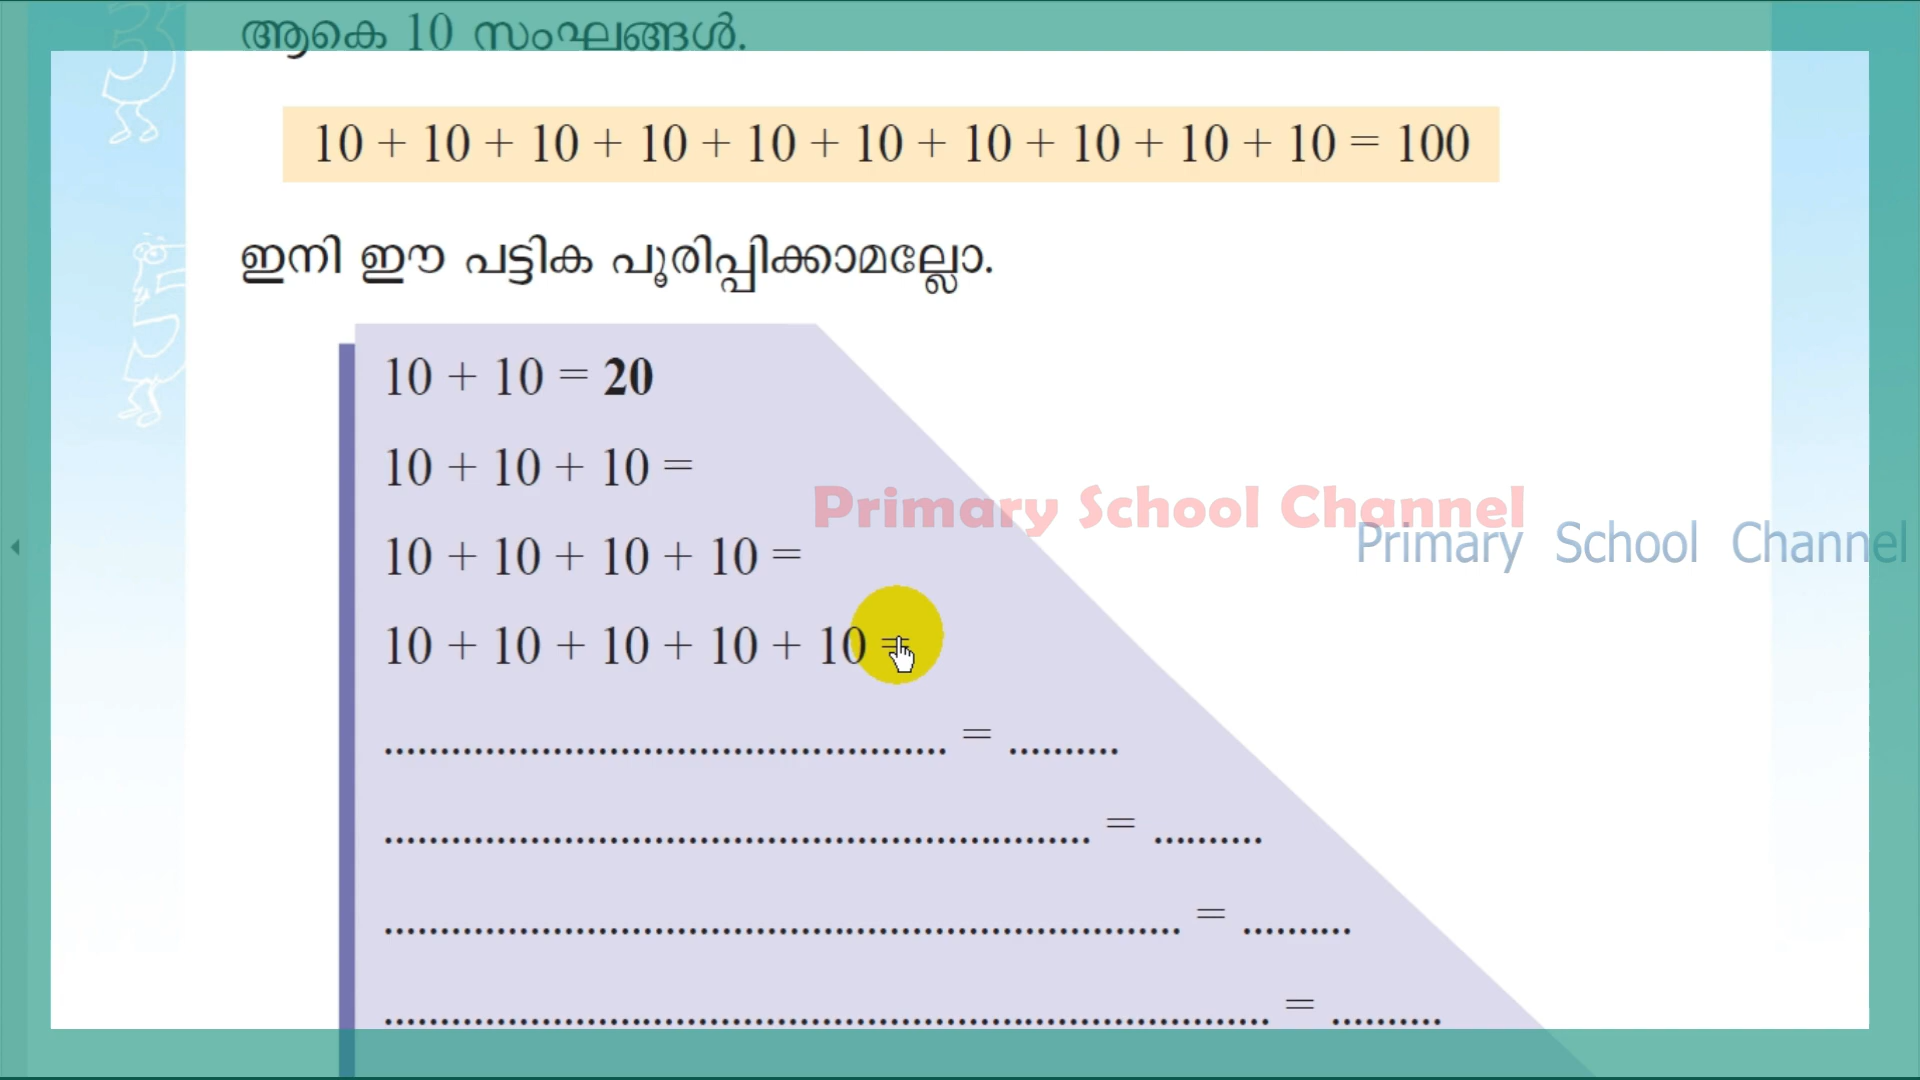 ആകെ 10 സംഘങ്ങൾ.
10 + 10 + 10 + 10 + 10 + 10 + 10 + 10 + 10 + 10 = 100
ഇനി ഈ പട്ടിക പൂരിപ്പിക്കാമല്ലോ.
10 + 10 = 20
10 + 10 + 10 =
Primary School Channel
Primary School Channel
10 + 10 + 10 + 10 =
10 + 10 + 10 + 10 + 10 =
.................................................. = ..........
............................................................... = ..........
....................................................................... = ..........
............................................................................... = ..........